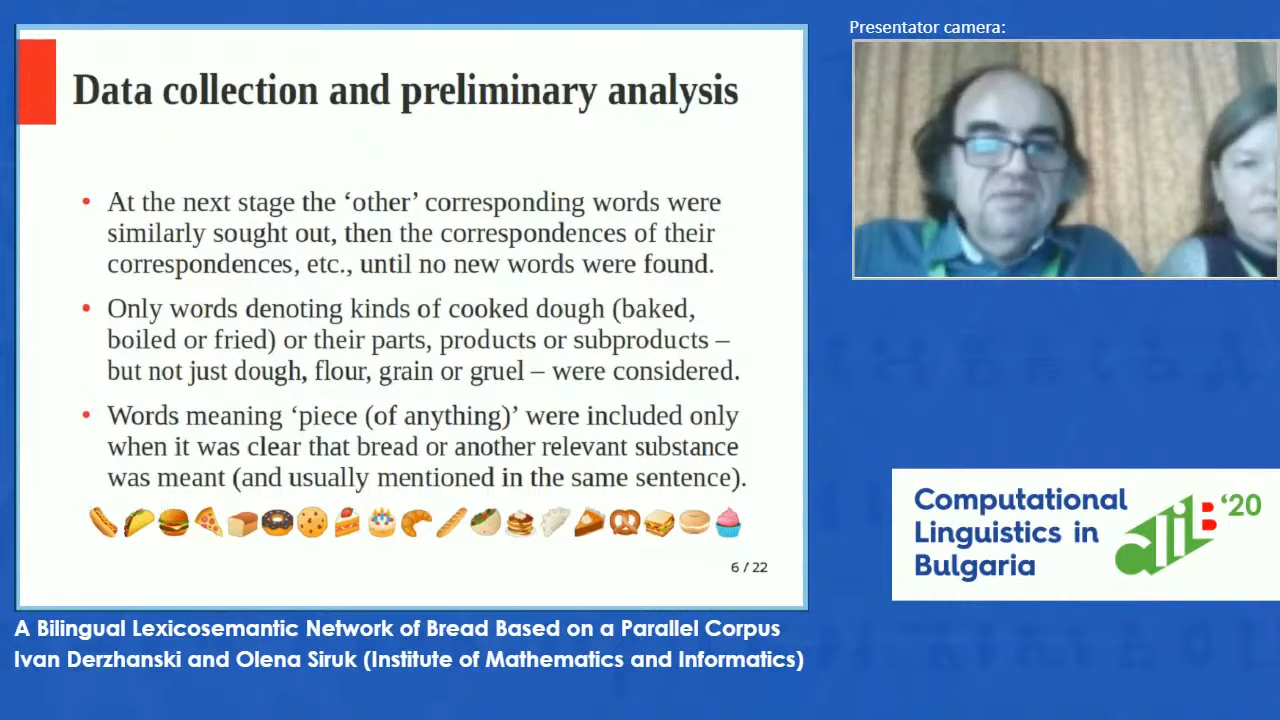 Presentator camera:
Data collection and preliminary analysis
• At the next stage the ‘other’ corresponding words were
similarly sought out, then the correspondences of their
correspondences, etc., until no new words were found.
• Only words denoting kinds of cooked dough (baked,
boiled or fried) or their parts, products or subproducts –
but not just dough, flour, grain or gruel – were considered.
• Words meaning ‘piece (of anything)’ were included only
when it was clear that bread or another relevant substance
was meant (and usually mentioned in the same sentence).
6 / 22
Computational
Linguistics in
Bulgaria
clib ‘20
A Bilingual Lexicosemantic Network of Bread Based on a Parallel Corpus
Ivan Derzhanski and Olena Siruk (Institute of Mathematics and Informatics)